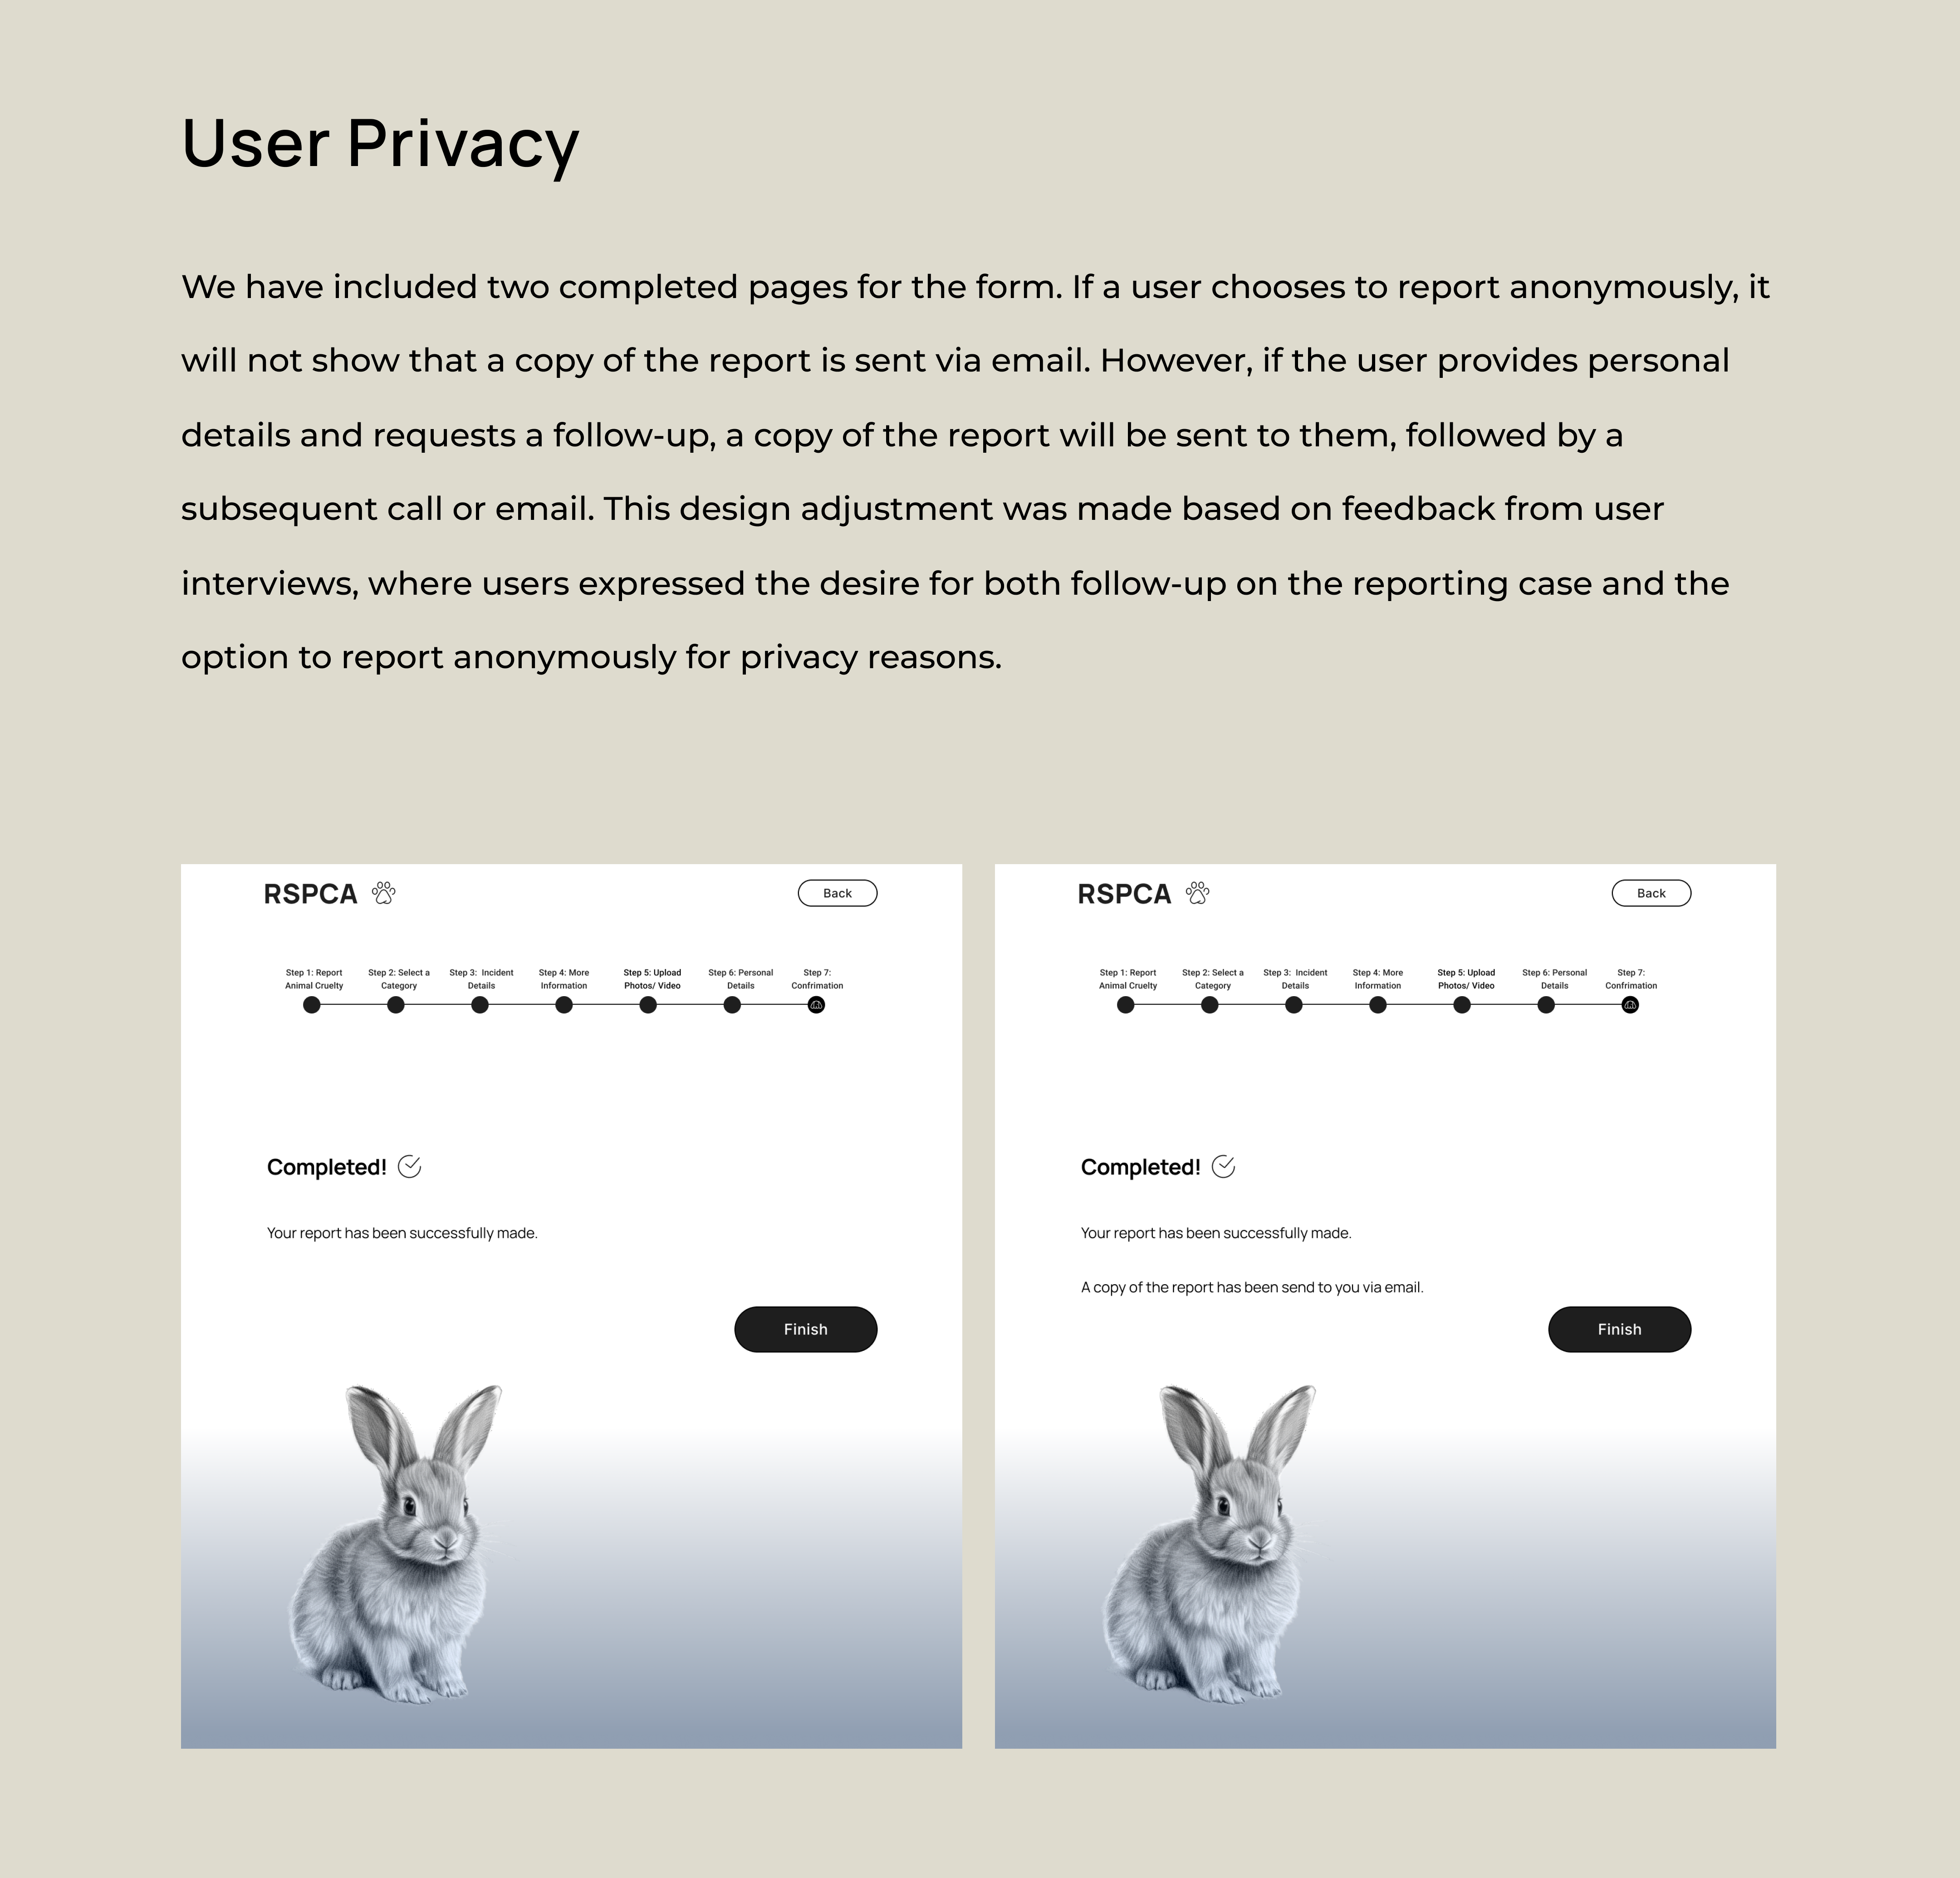 User Privacy
We have included two completed pages for the form. If a user chooses to report anonymously, it
will not show that a copy of the report is sent via email. However, if the user provides personal
details and requests a follow-up, a copy of the report will be sent to them, followed by a
subsequent call or email. This design adjustment was made based on feedback from user
interviews, where users expressed the desire for both follow-up on the reporting case and the
option to report anonymously for privacy reasons.
RSPCA
Back
Step 1: Report
Animal Cruelty
Step 2: Select a
Category
Step 3: Incident
Details
Step 4: More
Information
Step 5: Upload
Photos/ Video
Step 6: Personal
Details
Step 7:
Confrimation
Completed!
Your report has been successfully made.
Finish
RSPCA
Back
Step 1: Report
Animal Cruelty
Step 2: Select a
Category
Step 3: Incident
Details
Step 4: More
Information
Step 5: Upload
Photos/ Video
Step 6: Personal
Details
Step 7:
Confrimation
Completed!
Your report has been successfully made.
A copy of the report has been send to you via email.
Finish